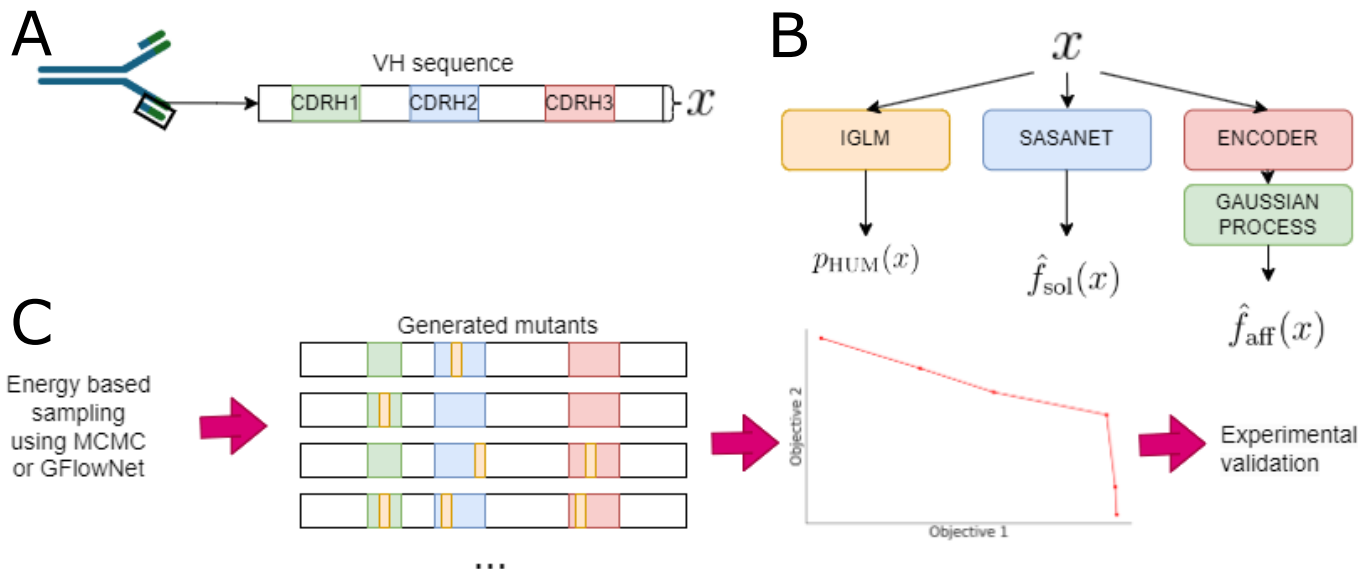 A
VH sequence
CDRH1 CDRH2 CDRH3
x
B
x
IGLM SASANET ENCODER
GAUSSIAN
PROCESS
p_HUM(x)
f̂_sol(x)
f̂_aff(x)
C
Energy based
sampling
using MCMC
or GFlowNet
Generated mutants
...
Objective 2
Objective 1
Experimental
validation